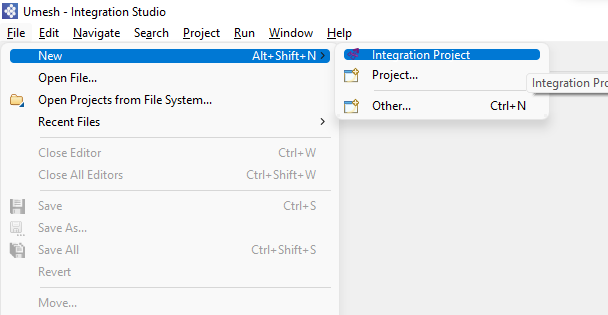 Umesh - Integration Studio
File Edit Navigate Search Project Run Window Help
New Alt+Shift+N
Integration Project
Open File...
Project...
Integration Pro
Open Projects from File System...
Other... Ctrl+N
Recent Files
Close Editor Ctrl+W
Close All Editors Ctrl+Shift+W
Save Ctrl+S
Save As...
Save All Ctrl+Shift+S
Revert
Move...